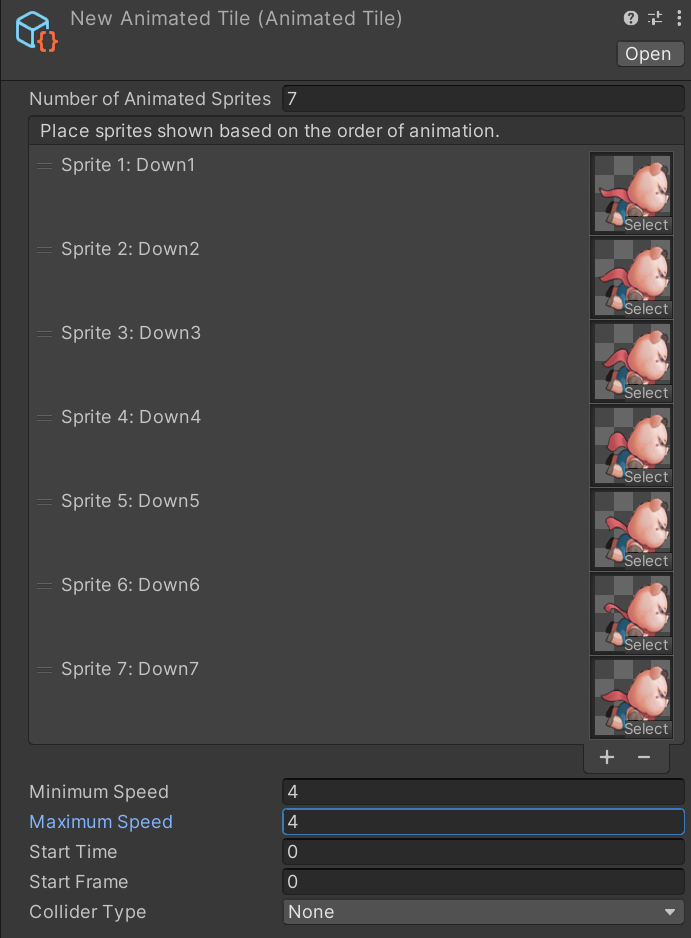 New Animated Tile (Animated Tile)
Open
Number of Animated Sprites 7
Place sprites shown based on the order of animation.
Sprite 1: Down1
Select
Sprite 2: Down2
Select
Sprite 3: Down3
Select
Sprite 4: Down4
Select
Sprite 5: Down5
Select
Sprite 6: Down6
Select
Sprite 7: Down7
Select
Minimum Speed 4
Maximum Speed 4
Start Time 0
Start Frame 0
Collider Type None